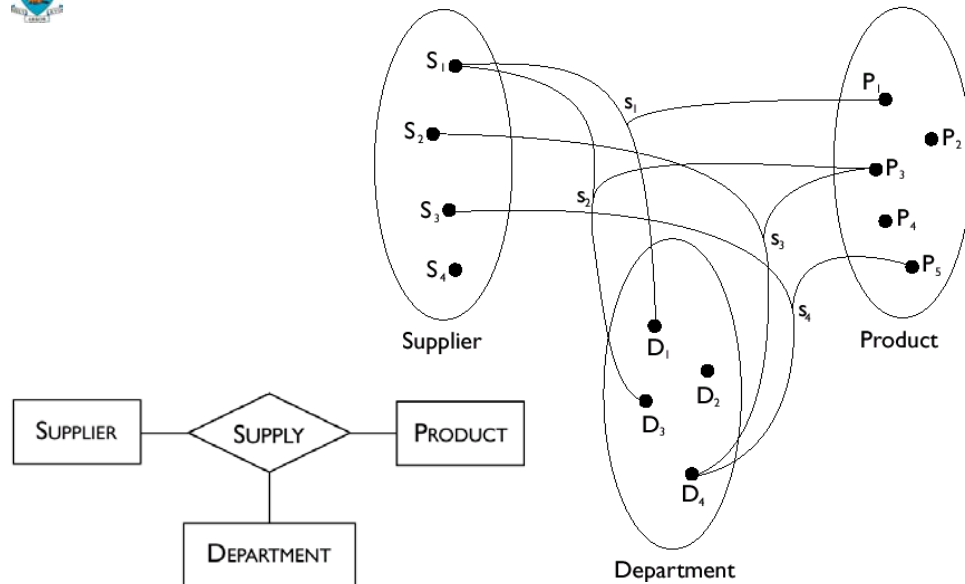 S₁
S₂
S₃
S₄
Supplier
s₁
s₂
s₃
s₄
P₁
P₂
P₃
P₄
P₅
Product
D₁
D₂
D₃
D₄
Department
SUPPLIER
SUPPLY
PRODUCT
DEPARTMENT